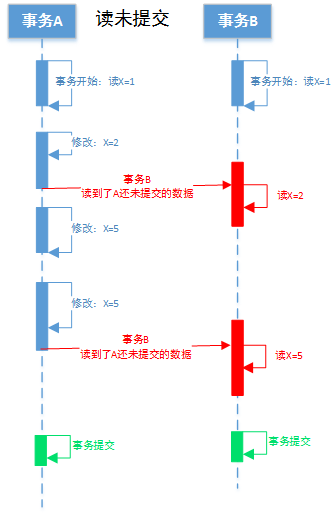 事务A
读未提交
事务B
事务开始：读X=1
事务开始：读X=1
修改：X=2
事务B
读到了A还未提交的数据
读X=2
修改：X=5
修改：X=5
事务B
读到了A还未提交的数据
读X=5
事务提交
事务提交